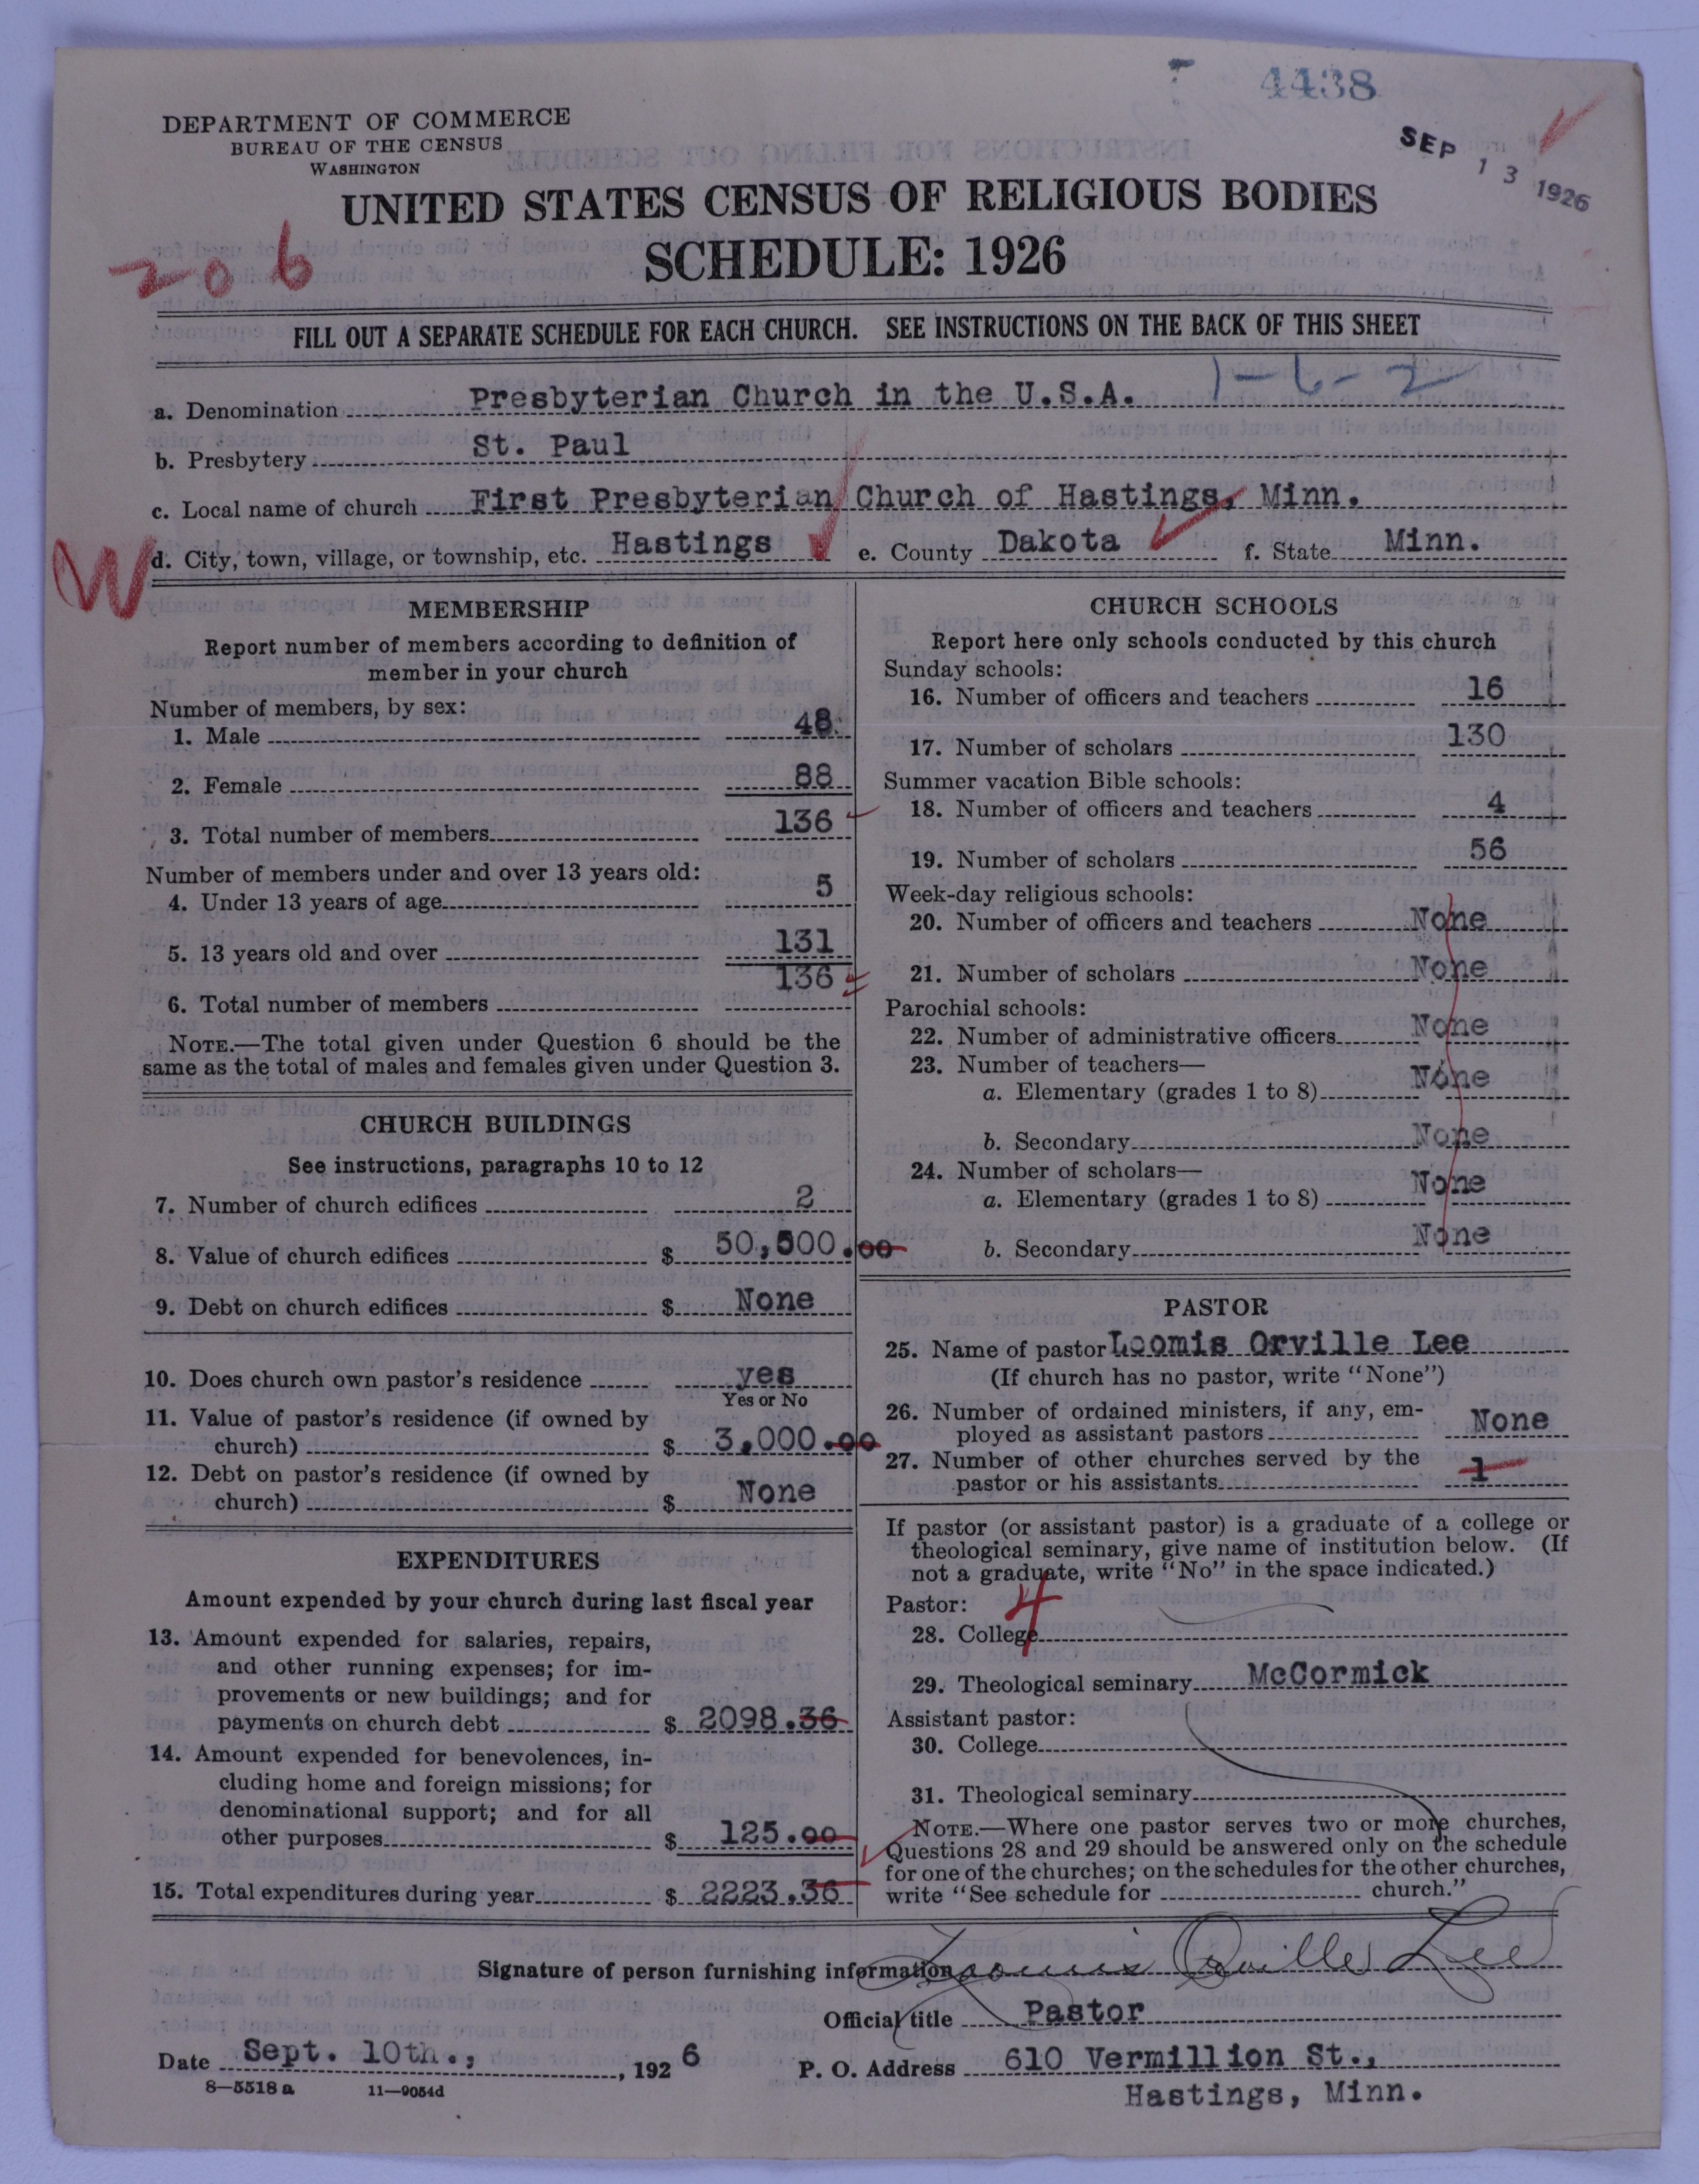 4438
SEP 13 1926
DEPARTMENT OF COMMERCE
BUREAU OF THE CENSUS
WASHINGTON
UNITED STATES CENSUS OF RELIGIOUS BODIES
SCHEDULE: 1926
206
FILL OUT A SEPARATE SCHEDULE FOR EACH CHURCH. SEE INSTRUCTIONS ON THE BACK OF THIS SHEET
1-6-2
a. Denomination Presbyterian Church in the U.S.A.
b. Presbytery St. Paul
c. Local name of church First Presbyterian Church of Hastings, Minn.
W
d. City, town, village, or township, etc. Hastings e. County Dakota f. State Minn.
MEMBERSHIP
Report number of members according to definition of
member in your church
Number of members, by sex:
1. Male 48
2. Female 88
3. Total number of members 136
Number of members under and over 13 years old:
4. Under 13 years of age 5
5. 13 years old and over 131
6. Total number of members 136
NOTE.—The total given under Question 6 should be the
same as the total of males and females given under Question 3.
CHURCH BUILDINGS
See instructions, paragraphs 10 to 12
7. Number of church edifices 2
8. Value of church edifices $ 50,500.00
9. Debt on church edifices $ None
10. Does church own pastor's residence yes
Yes or No
11. Value of pastor's residence (if owned by
church) $ 3,000.00
12. Debt on pastor's residence (if owned by
church) $ None
EXPENDITURES
Amount expended by your church during last fiscal year
13. Amount expended for salaries, repairs,
and other running expenses; for im-
provements or new buildings; and for
payments on church debt $ 2098.36
14. Amount expended for benevolences, in-
cluding home and foreign missions; for
denominational support; and for all
other purposes $ 125.00
15. Total expenditures during year $ 2223.36
CHURCH SCHOOLS
Report here only schools conducted by this church
Sunday schools:
16. Number of officers and teachers 16
17. Number of scholars 130
Summer vacation Bible schools:
18. Number of officers and teachers 4
19. Number of scholars 56
Week-day religious schools:
20. Number of officers and teachers None
21. Number of scholars None
Parochial schools:
22. Number of administrative officers None
23. Number of teachers—
a. Elementary (grades 1 to 8) None
b. Secondary None
24. Number of scholars—
a. Elementary (grades 1 to 8) None
b. Secondary None
PASTOR
25. Name of pastor Loomis Orville Lee
(If church has no pastor, write "None")
26. Number of ordained ministers, if any, em-
ployed as assistant pastors None
27. Number of other churches served by the
pastor or his assistants 1
If pastor (or assistant pastor) is a graduate of a college or
theological seminary, give name of institution below. (If
not a graduate, write "No" in the space indicated.)
Pastor: 4
28. College
29. Theological seminary McCormick
Assistant pastor:
30. College
31. Theological seminary
NOTE.—Where one pastor serves two or more churches,
Questions 28 and 29 should be answered only on the schedule
for one of the churches; on the schedules for the other churches,
write "See schedule for church."
Signature of person furnishing information Loomis Orville Lee
Official title Pastor
Date Sept. 10th., 1926 P. O. Address 610 Vermillion St.,
8—5518 a 11—9054d Hastings, Minn.